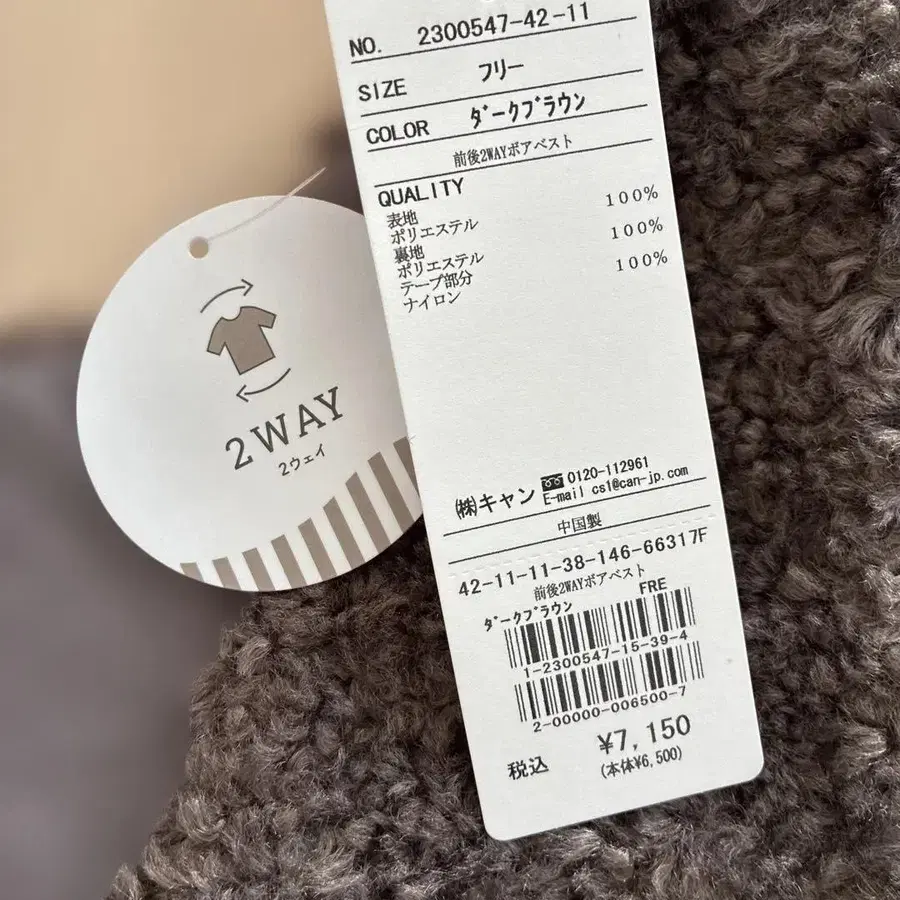 NO. 2300547-42-11
SIZE フリー
COLOR ﾀﾞｰｸﾌﾞﾗｳﾝ
前後2WAYボアベスト
QUALITY
表地
ポリエステル 100%
裏地
ポリエステル 100%
テープ部分
ナイロン 100%
㈱キャン 0120-112961
E-mail cs1@can-jp.com
中国製
42-11-11-38-146-66317F
前後2WAYボアベスト
ﾀﾞｰｸﾌﾞﾗｳﾝ FRE
1-2300547-15-39-4
2-00000-006500-7
税込 ¥7,150
(本体¥6,500)
2WAY
2ウェイ